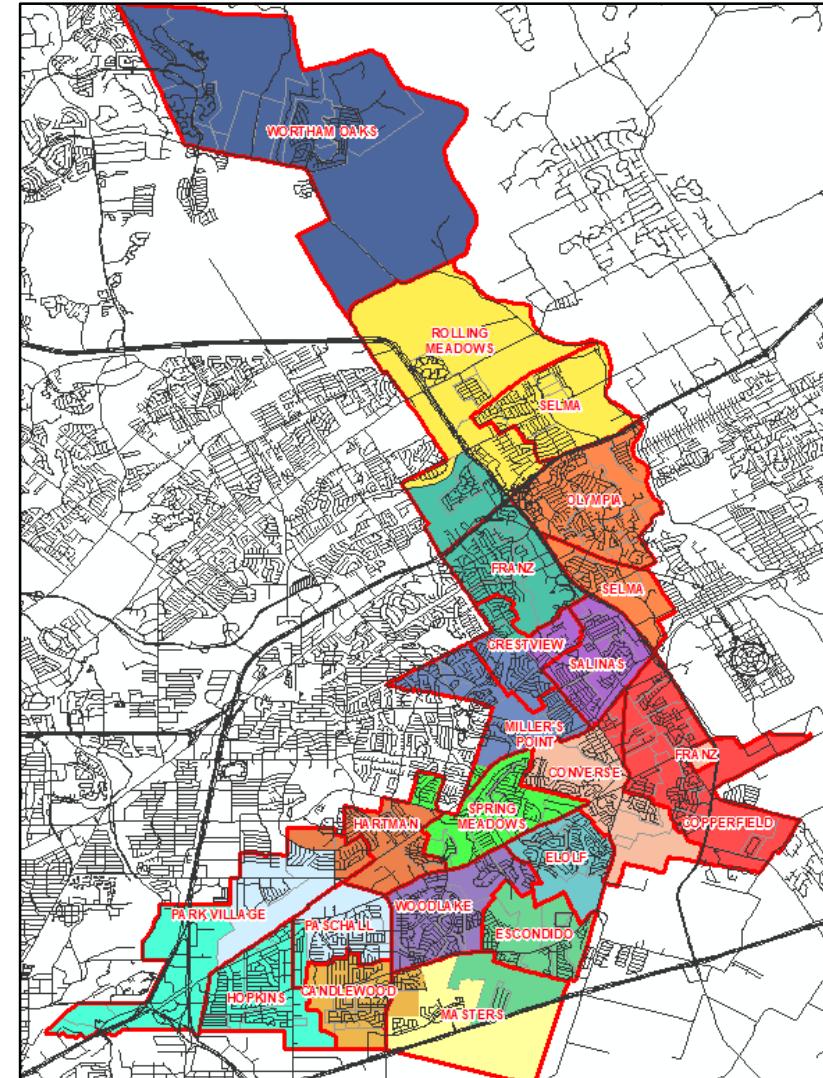 WORTHAM OAKS
ROLLING
MEADOWS
SELMA
OLYMPIA
FRANZ
SELMA
CRESTVIEW
SALINAS
MILLER'S
POINT
FRANZ
CONVERSE
SPRING
MEADOWS
HARTMAN
COPPERFIELD
ELOLF
WOODLAKE
PARK VILLAGE
PASCHALL
ESCONDIDO
HOPKINS
CANDLEWOOD
MASTERS